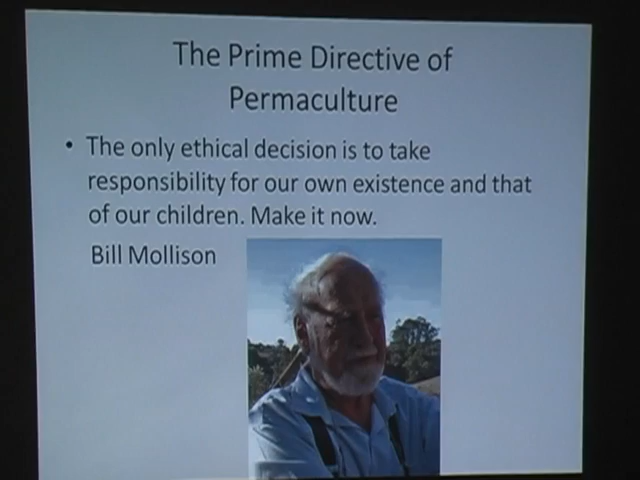 The Prime Directive of
Permaculture
• The only ethical decision is to take
responsibility for our own existence and that
of our children. Make it now.
Bill Mollison